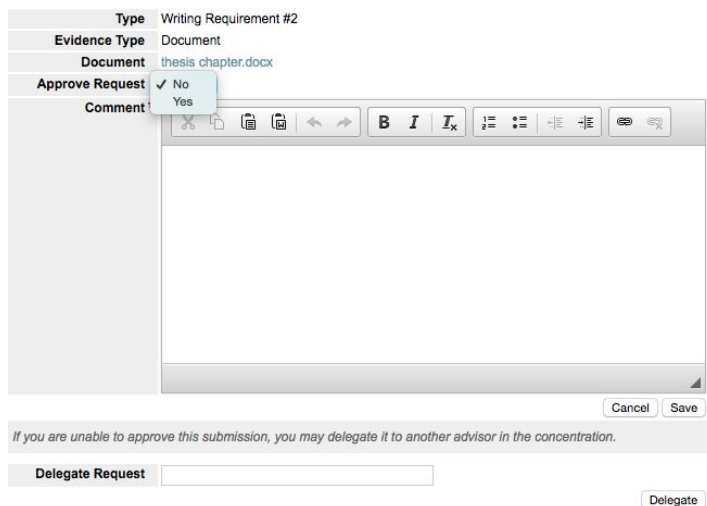 Type Writing Requirement #2
Evidence Type Document
Document thesis chapter.docx
Approve Request ✓ No
Yes
Comment
B I Tx
Cancel Save
If you are unable to approve this submission, you may delegate it to another advisor in the concentration.
Delegate Request
Delegate